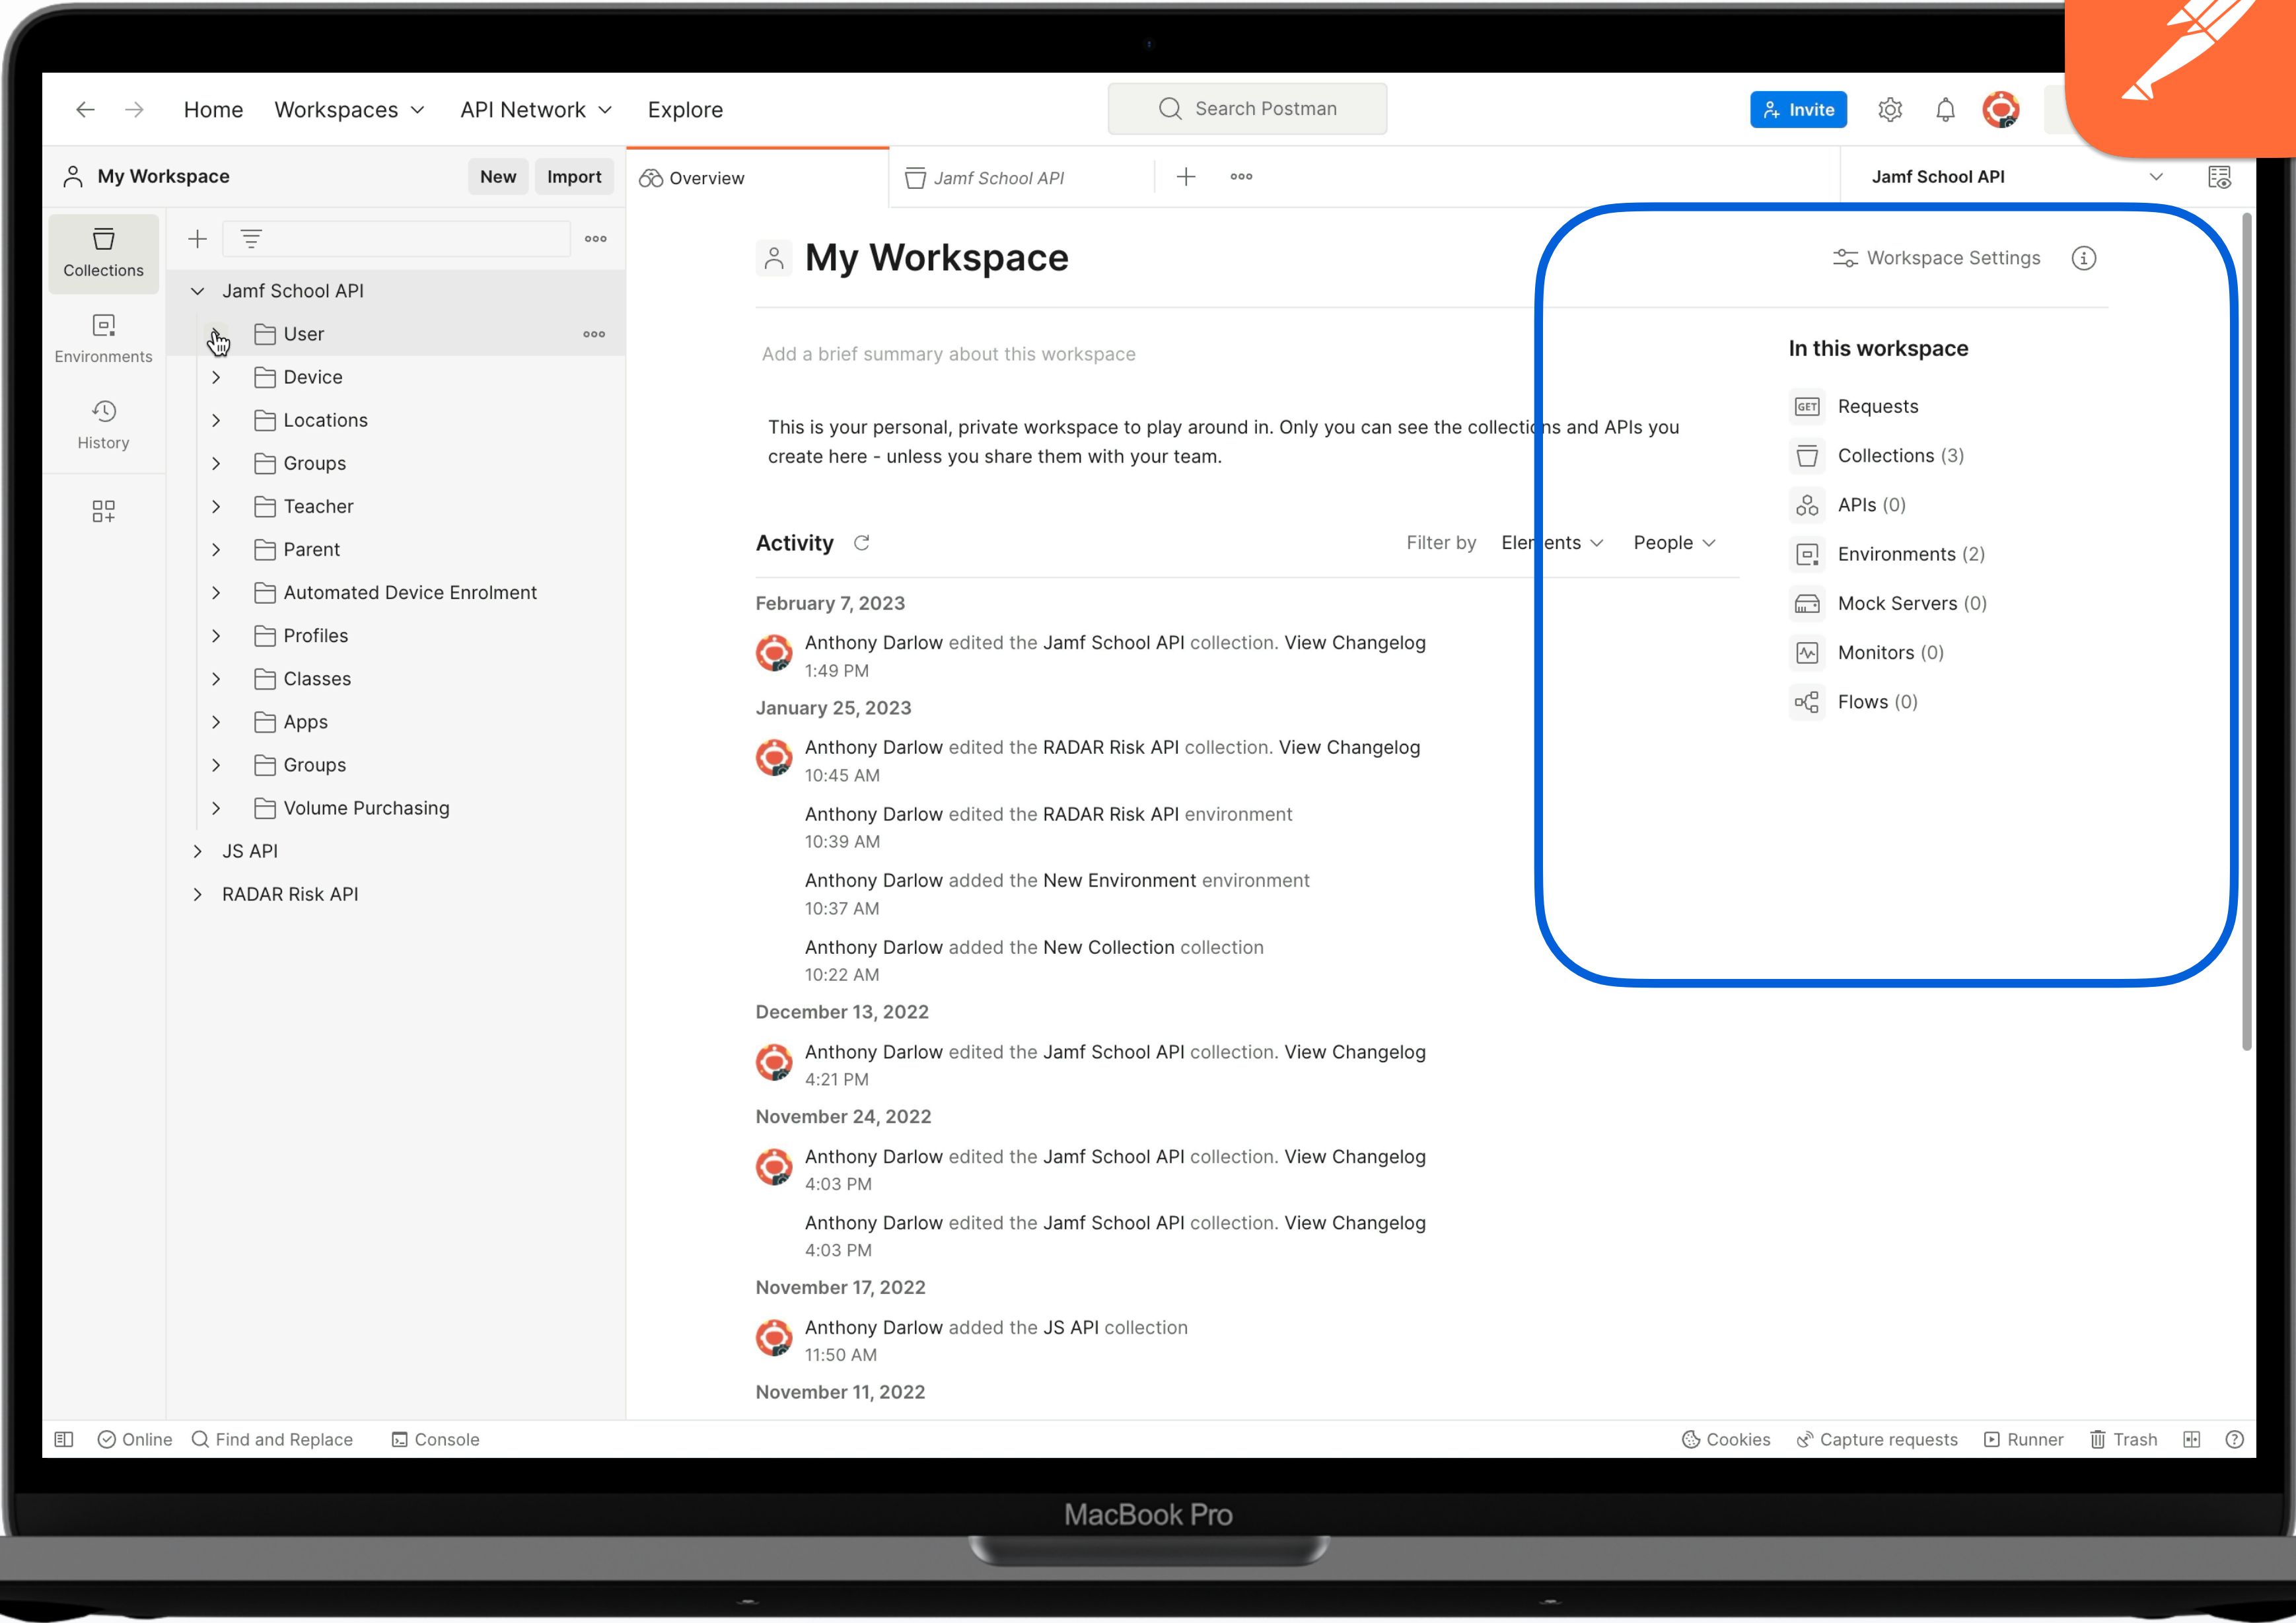 Home Workspaces API Network Explore
Search Postman
Invite
My Workspace
New Import
Overview
Jamf School API
Jamf School API
Collections
Environments
History
Jamf School API
User
Device
Locations
Groups
Teacher
Parent
Automated Device Enrolment
Profiles
Classes
Apps
Groups
Volume Purchasing
JS API
RADAR Risk API
My Workspace
Workspace Settings
Add a brief summary about this workspace
This is your personal, private workspace to play around in. Only you can see the collections and APIs you
create here - unless you share them with your team.
Activity
Filter by Elements People
February 7, 2023
Anthony Darlow edited the Jamf School API collection. View Changelog
1:49 PM
January 25, 2023
Anthony Darlow edited the RADAR Risk API collection. View Changelog
10:45 AM
Anthony Darlow edited the RADAR Risk API environment
10:39 AM
Anthony Darlow added the New Environment environment
10:37 AM
Anthony Darlow added the New Collection collection
10:22 AM
December 13, 2022
Anthony Darlow edited the Jamf School API collection. View Changelog
4:21 PM
November 24, 2022
Anthony Darlow edited the Jamf School API collection. View Changelog
4:03 PM
Anthony Darlow edited the Jamf School API collection. View Changelog
4:03 PM
November 17, 2022
Anthony Darlow added the JS API collection
11:50 AM
November 11, 2022
In this workspace
GET Requests
Collections (3)
APIs (0)
Environments (2)
Mock Servers (0)
Monitors (0)
Flows (0)
Online Find and Replace Console
Cookies Capture requests Runner Trash
MacBook Pro